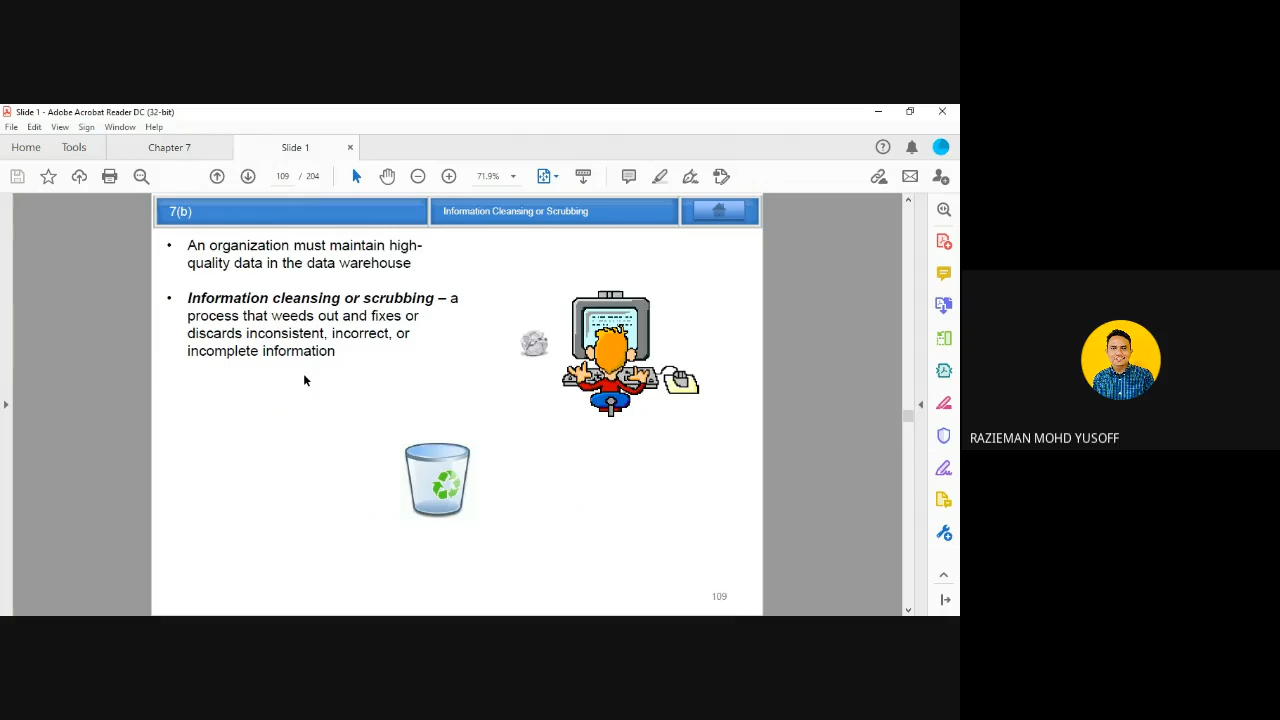 Slide 1 - Adobe Acrobat Reader DC (32-bit)
File Edit View Sign Window Help
Home Tools Chapter 7 Slide 1
109 / 204 71.9%
7(b) Information Cleansing or Scrubbing
• An organization must maintain high-
quality data in the data warehouse
• Information cleansing or scrubbing – a
process that weeds out and fixes or
discards inconsistent, incorrect, or
incomplete information
109
RAZIEMAN MOHD YUSOFF